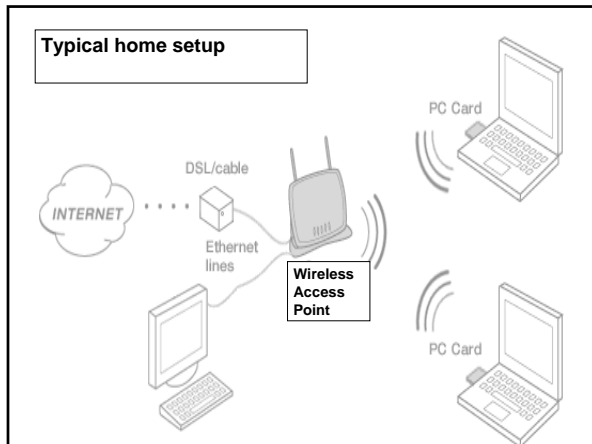 Typical home setup
PC Card
DSL/cable
INTERNET
Ethernet
lines
Wireless
Access
Point
PC Card